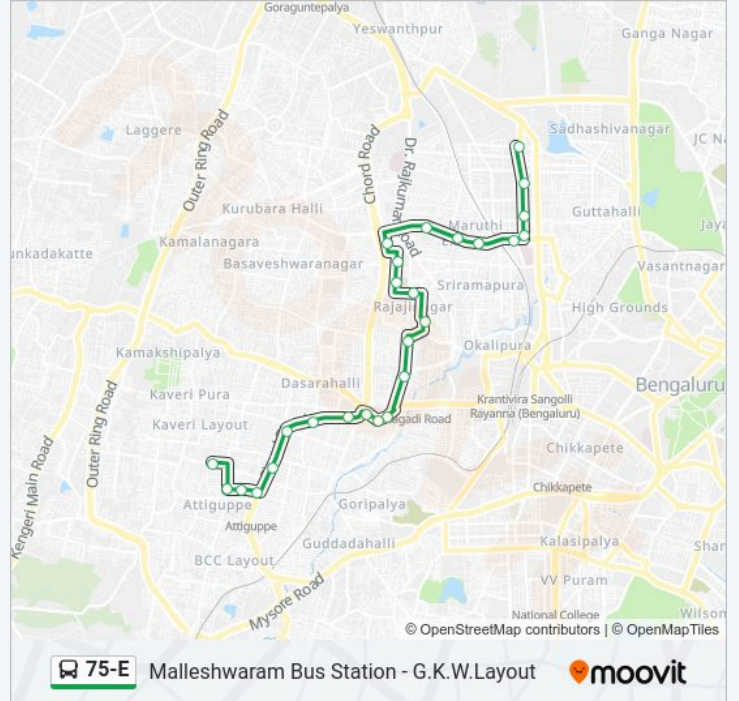 Goraguntepalya
Yeshwanthpur
Ganga Nagar
Laggere
Sadhashivanagar
JC Na
Outer Ring Road
Chord Road
Dr. Rajkumar Road
Kurubara Halli
Maruthi
Guttahalli
Jaya
unkadakatte
Kamalanagara
Basaveshwaranagar
Vasantnagar
Sriramapura
Rajajinagar
High Grounds
Okalipura
Kamakshipalya
Dasarahalli
Bengaluru
Kaveri Pura
Krantivira Sangolli
Rayanna (Bengaluru)
Kaveri Layout
agadi Road
Outer Ring Road
Chikkapete
Kengeri Main Road
Chikkapete
Attiguppe
Goripalya
Attiguppe
Guddadahalli
Kalasipalya
Shar
BCC Layout
VV Puram
Mysore Road
National College
Wilson
© OpenStreetMap contributors | © OpenMapTiles
75-E Malleshwaram Bus Station - G.K.W.Layout moovit